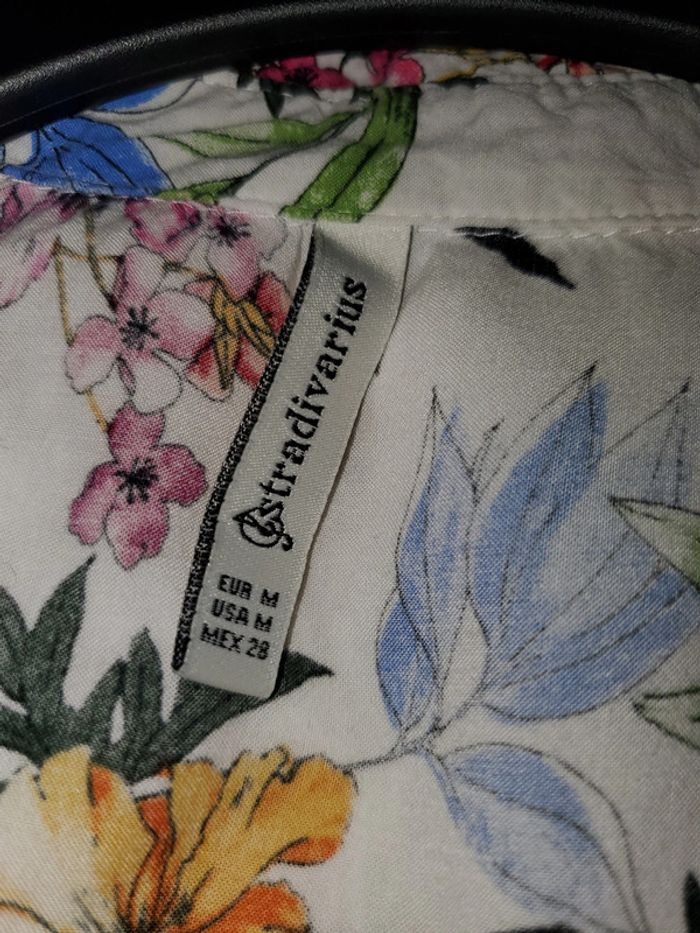 Stradivarius
EUR M
USA M
MEX 28